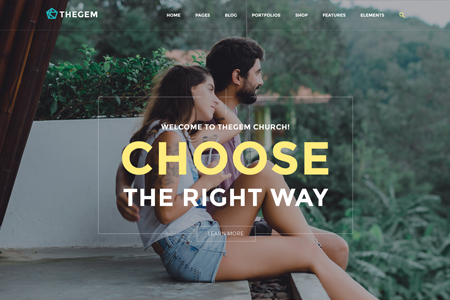 THEGEM
HOME PAGES BLOG PORTFOLIOS SHOP FEATURES ELEMENTS
WELCOME TO THEGEM CHURCH!
CHOOSE
THE RIGHT WAY
LEARN MORE